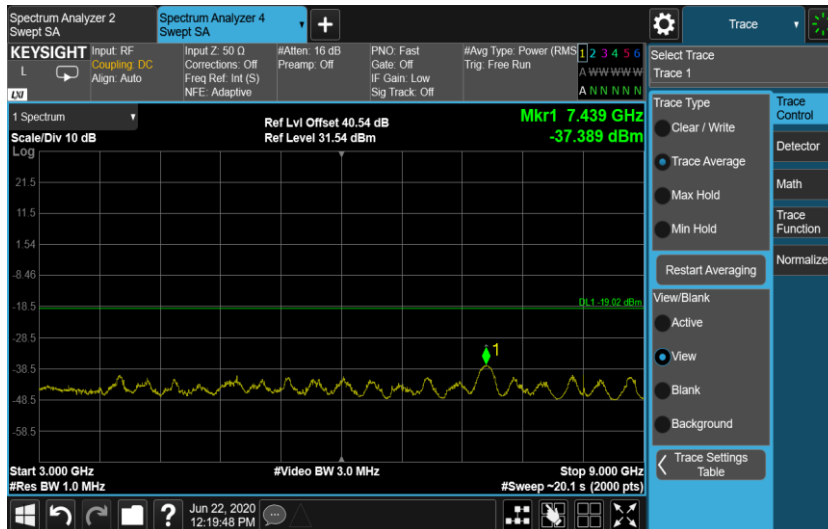 Spectrum Analyzer 2
Swept SA
Spectrum Analyzer 4
Swept SA
+
Trace
KEYSIGHT
L
LXI
Input: RF
Coupling: DC
Align: Auto
Input Z: 50 Ω
Corrections: Off
Freq Ref: Int (S)
NFE: Adaptive
#Atten: 16 dB
Preamp: Off
PNO: Fast
Gate: Off
IF Gain: Low
Sig Track: Off
#Avg Type: Power (RMS
Trig: Free Run
1 2 3 4 5 6
A W W W W W
A N N N N N
Select Trace
Trace 1
1 Spectrum
Scale/Div 10 dB
Log
Ref Lvl Offset 40.54 dB
Ref Level 31.54 dBm
Mkr1 7.439 GHz
-37.389 dBm
21.5
11.5
1.54
-8.46
-18.5
-28.5
-38.5
-48.5
-58.5
DL1 -19.02 dBm
1
Start 3.000 GHz
#Res BW 1.0 MHz
#Video BW 3.0 MHz
Stop 9.000 GHz
#Sweep ~20.1 s (2000 pts)
Trace Type
Clear / Write
Trace Average
Max Hold
Min Hold
Restart Averaging
View/Blank
Active
View
Blank
Background
Trace Settings
Table
Trace
Control
Detector
Math
Trace
Function
Normalize
?
Jun 22, 2020
12:19:48 PM